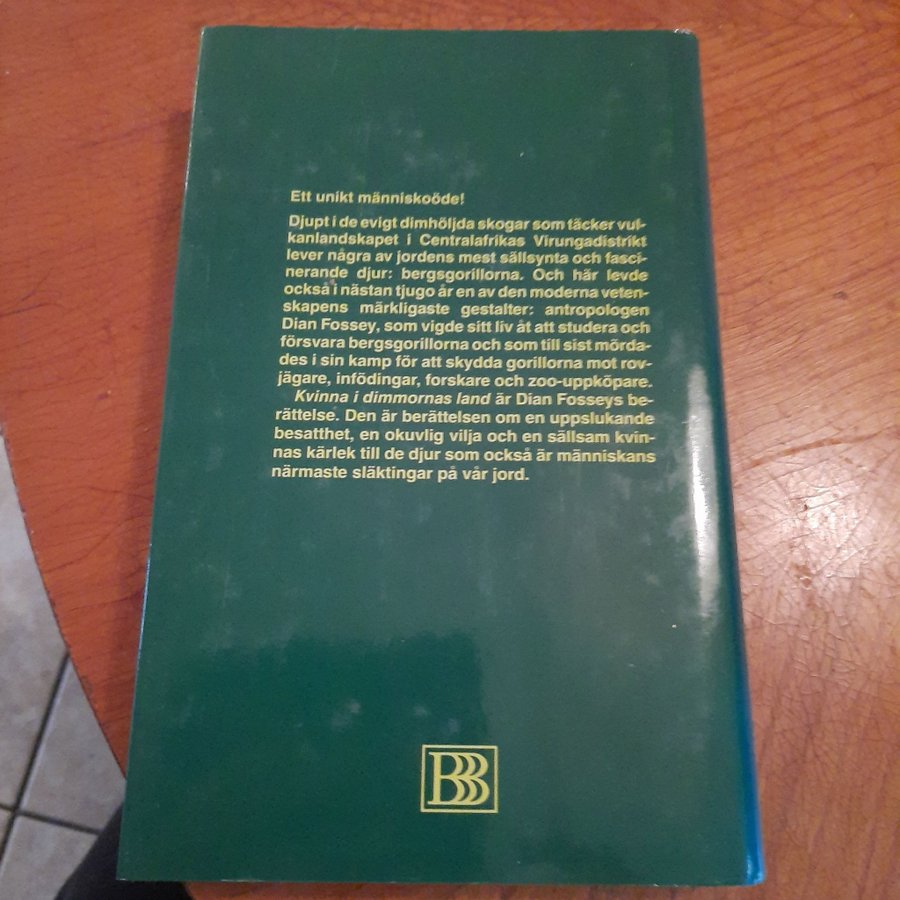 Ett unikt människoöde!
Djupt i de evigt dimhöljda skogar som täcker vul-
kanlandskapet i Centralafrikas Virungadistrikt
lever några av jordens mest sällsynta och fasci-
nerande djur: bergsgorillorna. Och här levde
också i nästan tjugo år en av den moderna veten-
skapens märkligaste gestalter: antropologen
Dian Fossey, som vigde sitt liv åt att studera och
försvara bergsgorillorna och som till sist mörda-
des i sin kamp för att skydda gorillorna mot rov-
jägare, infödingar, forskare och zoo-uppköpare.
Kvinna i dimmornas land är Dian Fosseys be-
rättelse. Den är berättelsen om en uppslukande
besatthet, en okuvlig vilja och en sällsam kvin-
nas kärlek till de djur som också är människans
närmaste släktingar på vår jord.
BBB